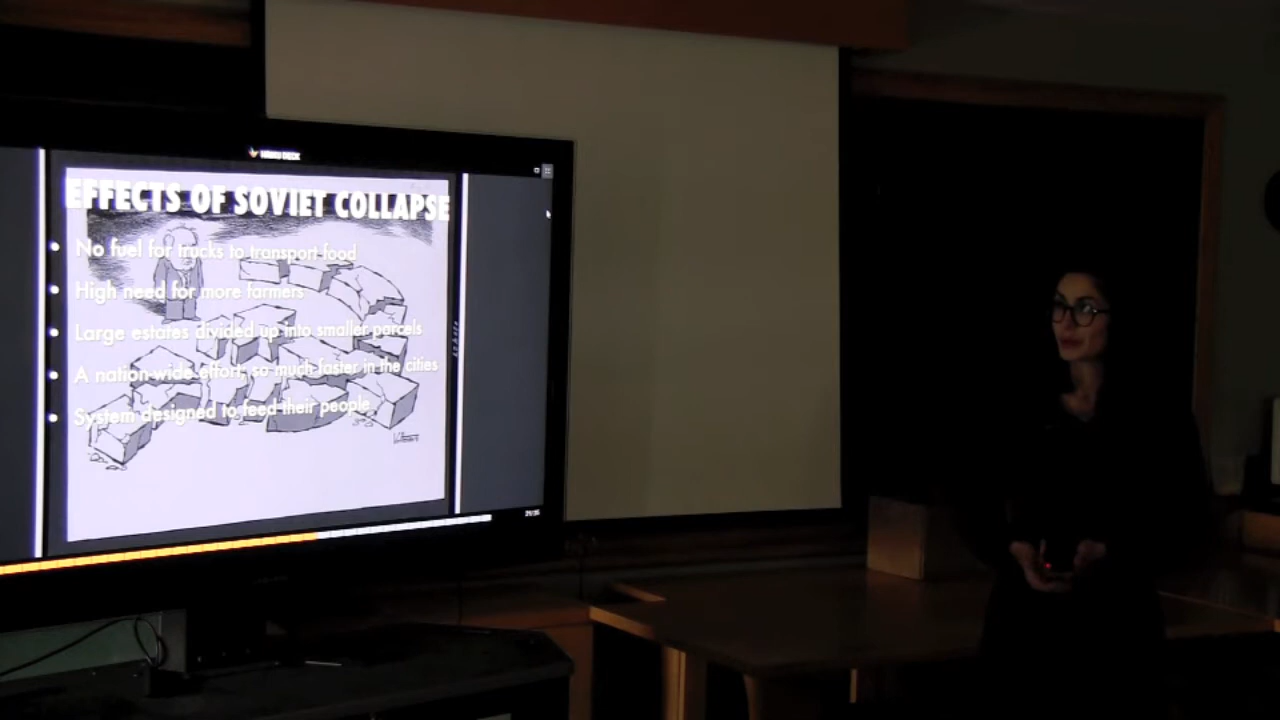 HAIKU DECK
EFFECTS OF SOVIET COLLAPSE
No fuel for trucks to transport food
High need for more farmers
Large estates divided up into smaller parcels
A nation-wide effort; so much faster in the cities
System designed to feed their people